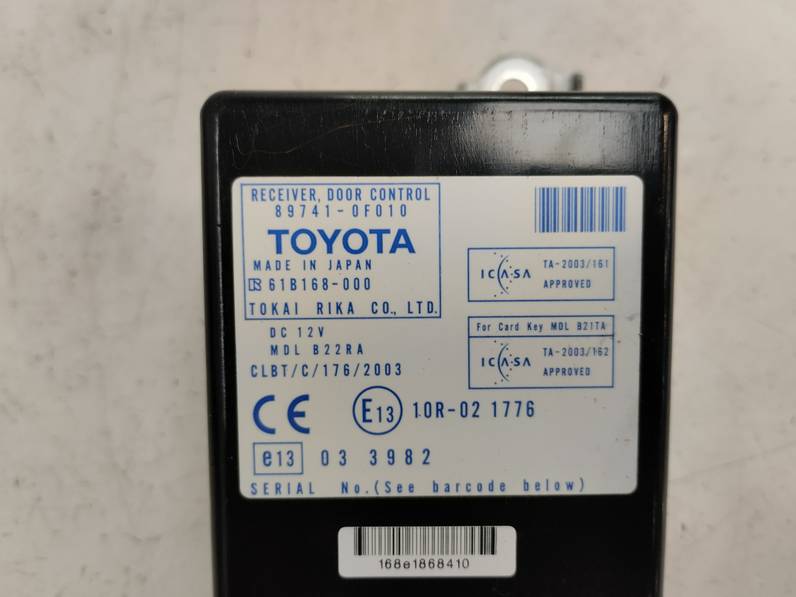 RECEIVER, DOOR CONTROL
89741-0F010
TOYOTA
MADE IN JAPAN
61B168-000
TOKAI RIKA CO., LTD.
DC 12V
MDL B22RA
CLBT/C/176/2003
CE E13 10R-02 1776
e13 03 3982
SERIAL No.(See barcode below)
ICASA TA-2003/161
APPROVED
For Card Key MDL B21TA
ICASA TA-2003/162
APPROVED
168e1868410